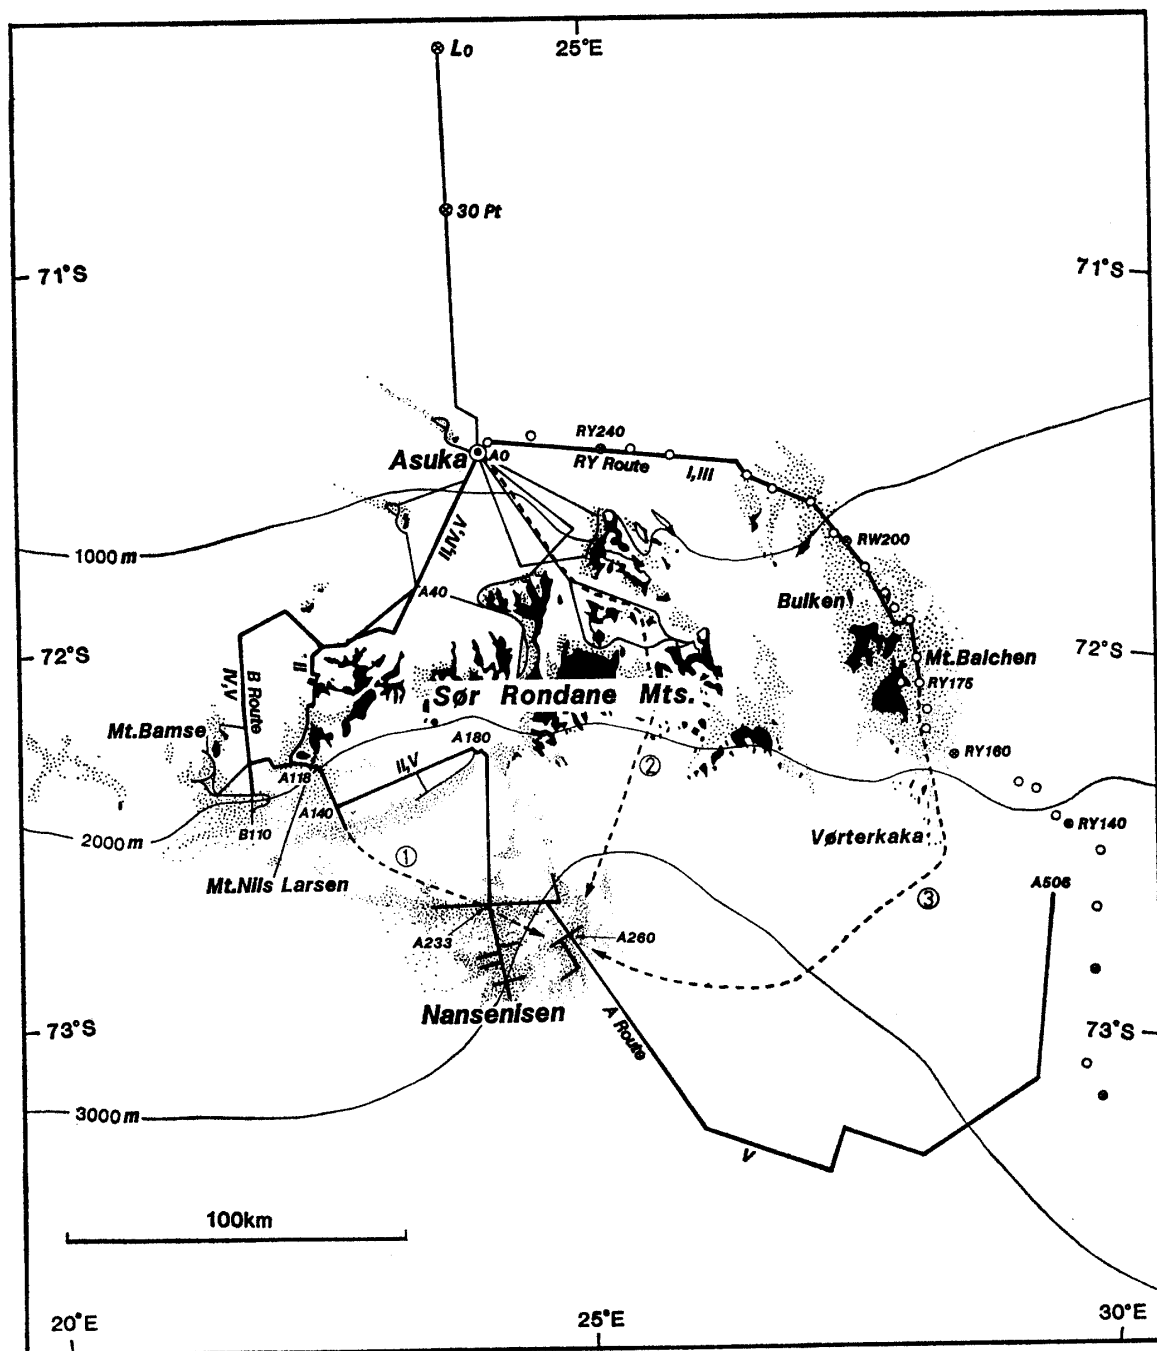 25°E
L0
30 Pt
71°S
71°S
RY240
Asuka
A0
RY Route
I,III
1000m
II,IV,V
RW200
A40
Bulken
72°S
II
Mt.Balchen
72°S
B Route
IV,V
Sør Rondane Mts.
RY175
Mt.Bamse
A180
RY160
A118
II,V
②
A140
2000m
B110
Vørterkaka
RY140
①
Mt.Nils Larsen
③
A506
A233
A260
Nansenisen
73°S
A Route
73°S
3000m
V
100km
20°E
25°E
30°E